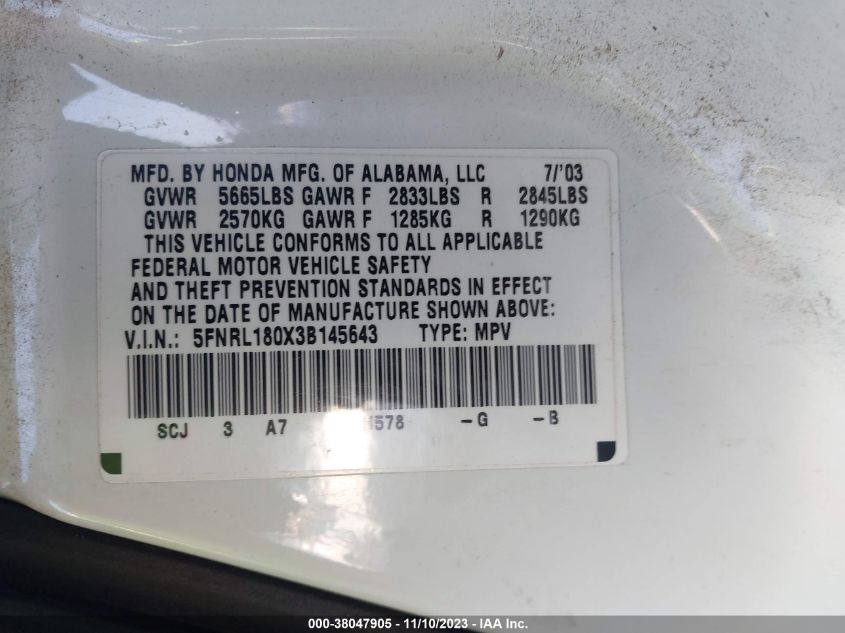 MFD. BY HONDA MFG. OF ALABAMA, LLC 7/'03
GVWR 5665LBS GAWR F 2833LBS R 2845LBS
GVWR 2570KG GAWR F 1285KG R 1290KG
THIS VEHICLE CONFORMS TO ALL APPLICABLE
FEDERAL MOTOR VEHICLE SAFETY
AND THEFT PREVENTION STANDARDS IN EFFECT
ON THE DATE OF MANUFACTURE SHOWN ABOVE:
V.I.N.: 5FNRL180X3B145643 TYPE: MPV
SCJ 3 A7 -G -B
000-38047905 - 11/10/2023 - IAA Inc.